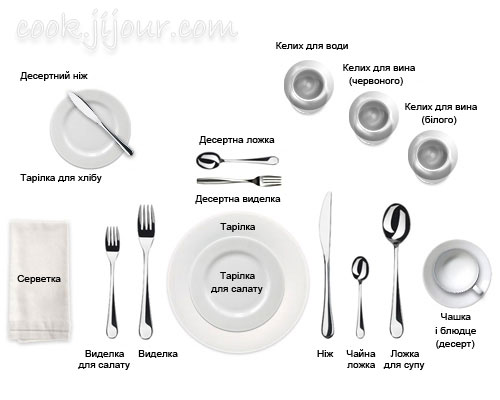 cook.jijour.com
Келих для води
Десертний ніж
Келих для вина
(червоного)
Келих для вина
(білого)
Десертна ложка
Тарілка для хлібу
Десертна виделка
Тарілка
Серветка
Тарілка
для салату
Чашка
і блюдце
(десерт)
Виделка
для салату
Виделка
Ніж
Чайна
ложка
Ложка
для супу